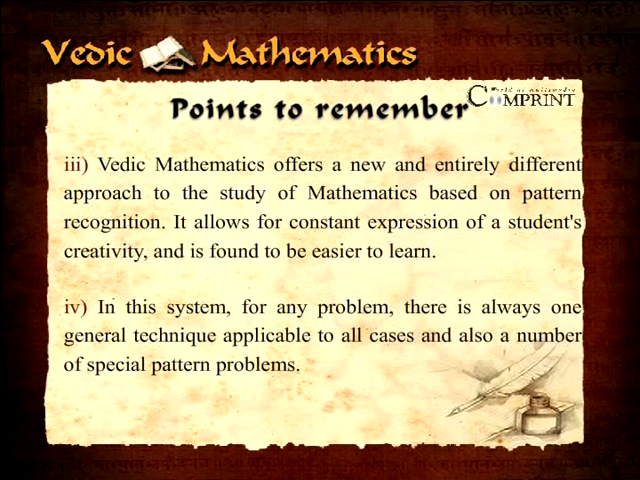 Vedic Mathematics
Points to remember
World of multimedia
COMPRINT
iii) Vedic Mathematics offers a new and entirely different
approach to the study of Mathematics based on pattern
recognition. It allows for constant expression of a student's
creativity, and is found to be easier to learn.
iv) In this system, for any problem, there is always one
general technique applicable to all cases and also a number
of special pattern problems.